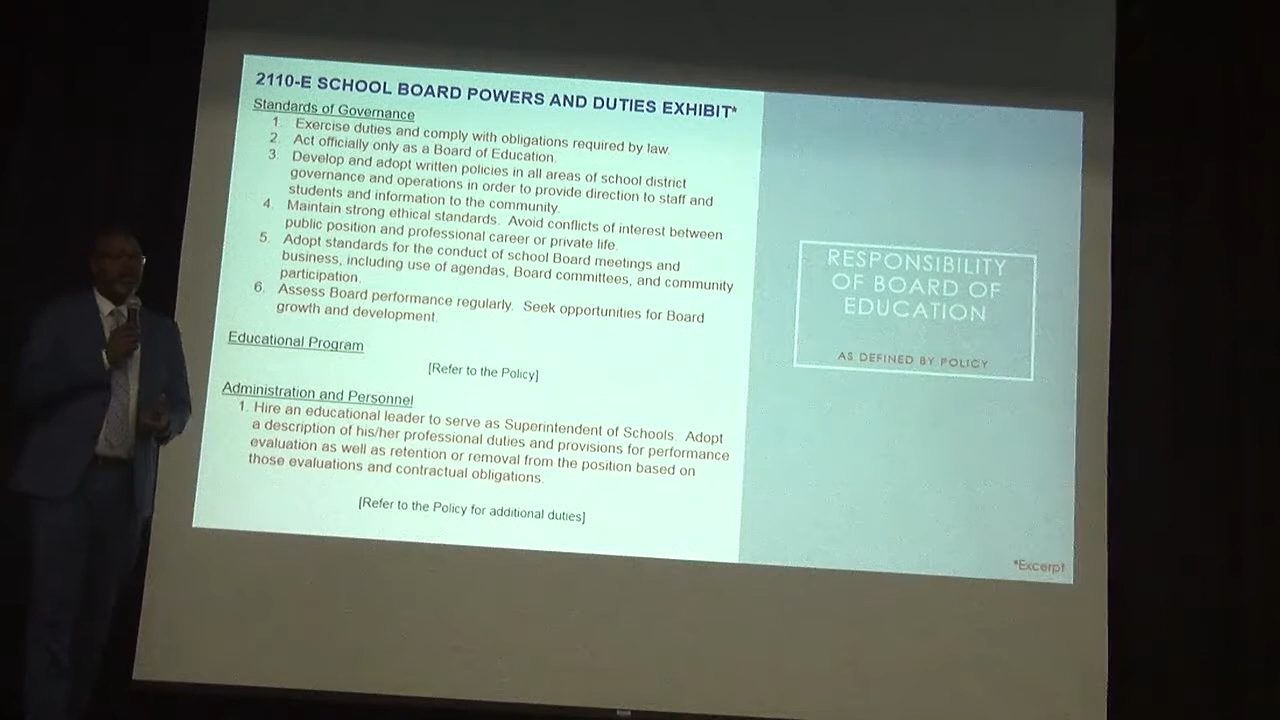 2110-E SCHOOL BOARD POWERS AND DUTIES EXHIBIT*
Standards of Governance
1. Exercise duties and comply with obligations required by law.
2. Act officially only as a Board of Education.
3. Develop and adopt written policies in all areas of school district
governance and operations in order to provide direction to staff and
students and information to the community.
4. Maintain strong ethical standards. Avoid conflicts of interest between
public position and professional career or private life.
5. Adopt standards for the conduct of school Board meetings and
business, including use of agendas, Board committees, and community
participation.
6. Assess Board performance regularly. Seek opportunities for Board
growth and development.
Educational Program
[Refer to the Policy]
Administration and Personnel
1. Hire an educational leader to serve as Superintendent of Schools. Adopt
a description of his/her professional duties and provisions for performance
evaluation as well as retention or removal from the position based on
those evaluations and contractual obligations.
[Refer to the Policy for additional duties]
RESPONSIBILITY
OF BOARD OF
EDUCATION
AS DEFINED BY POLICY
*Excerpt